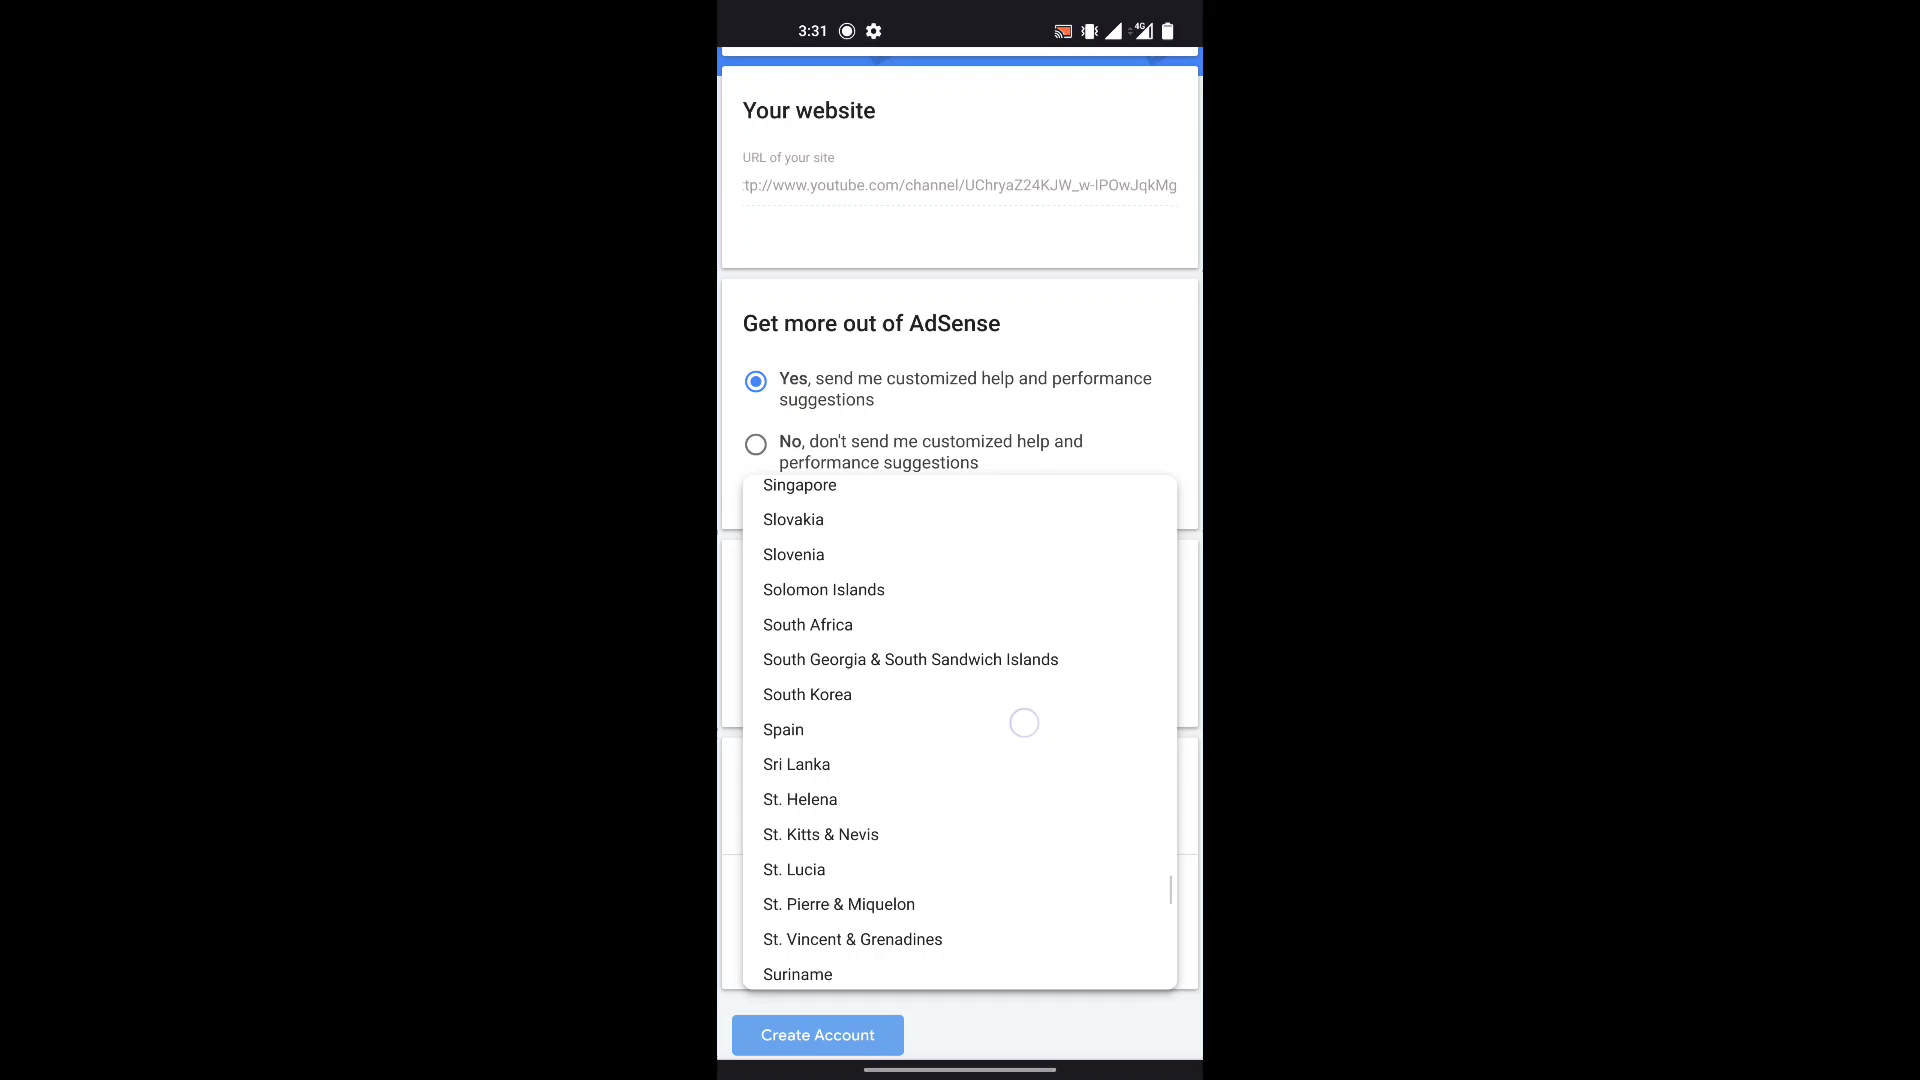 3:31
4G
Your website
URL of your site
tp://www.youtube.com/channel/UChryaZ24KJW_w-IPOwJqkMg
Get more out of AdSense
Yes, send me customized help and performance
suggestions
No, don't send me customized help and
performance suggestions
Singapore
Slovakia
Slovenia
Solomon Islands
South Africa
South Georgia & South Sandwich Islands
South Korea
Spain
Sri Lanka
St. Helena
St. Kitts & Nevis
St. Lucia
St. Pierre & Miquelon
St. Vincent & Grenadines
Suriname
Create Account